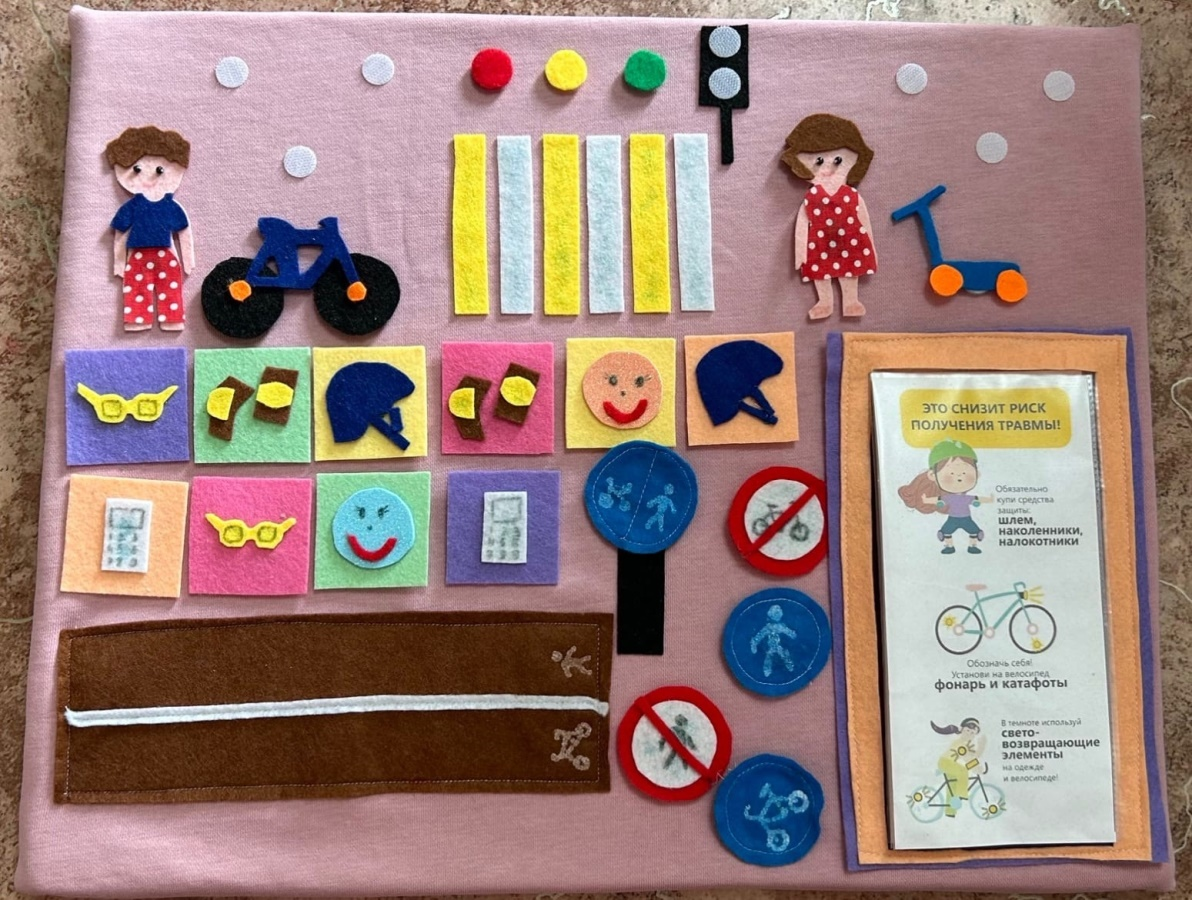 ЭТО СНИЗИТ РИСК
ПОЛУЧЕНИЯ ТРАВМЫ!
Обязательно
купи средства
защиты:
шлем,
наколенники,
налокотники
Обозначь себя!
Установи на велосипед
фонарь и катафоты
В темноте используй
свето-
возвращающие
элементы
на одежде
и велосипеде!